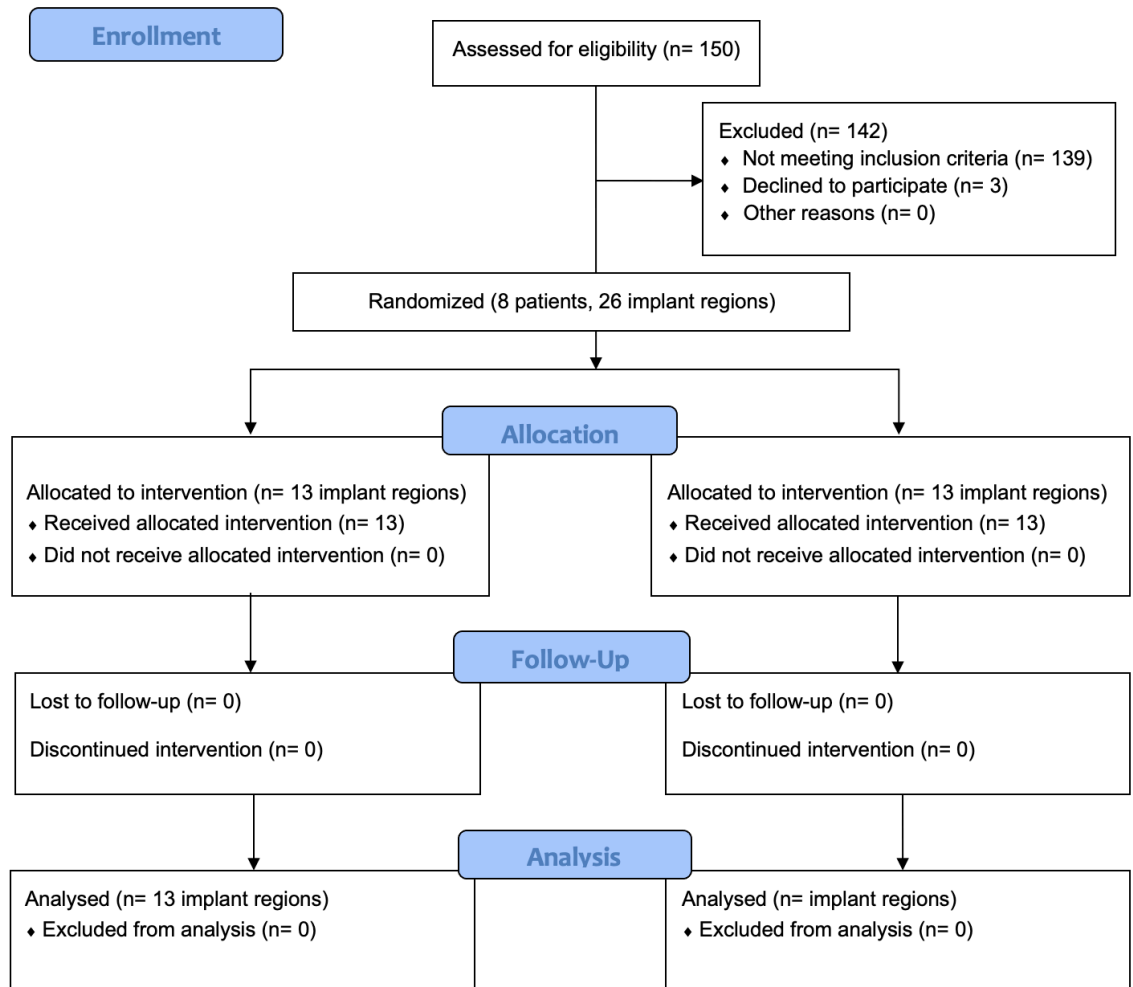 Enrollment
Assessed for eligibility (n= 150)
Excluded (n= 142)
♦ Not meeting inclusion criteria (n= 139)
♦ Declined to participate (n= 3)
♦ Other reasons (n= 0)
Randomized (8 patients, 26 implant regions)
Allocation
Allocated to intervention (n= 13 implant regions)
♦ Received allocated intervention (n= 13)
♦ Did not receive allocated intervention (n= 0)
Allocated to intervention (n= 13 implant regions)
♦ Received allocated intervention (n= 13)
♦ Did not receive allocated intervention (n= 0)
Follow-Up
Lost to follow-up (n= 0)
Discontinued intervention (n= 0)
Lost to follow-up (n= 0)
Discontinued intervention (n= 0)
Analysis
Analysed (n= 13 implant regions)
♦ Excluded from analysis (n= 0)
Analysed (n= implant regions)
♦ Excluded from analysis (n= 0)